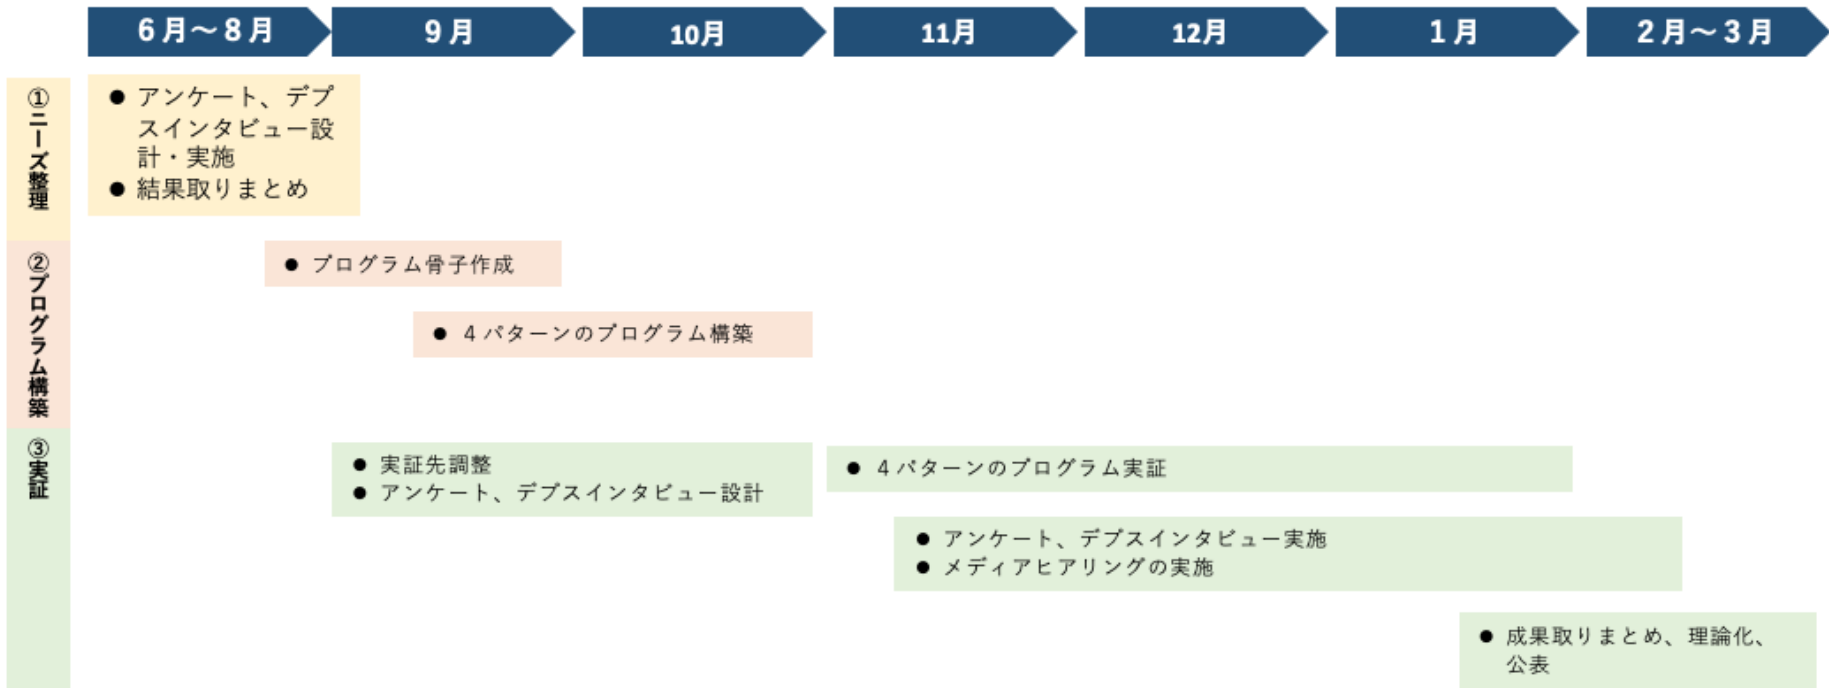 6月～8月
9月
10月
11月
12月
1月
2月～3月
①ニーズ整理
● アンケート、デプ
スインタビュー設
計・実施
● 結果取りまとめ
②プログラム構築
● プログラム骨子作成
● 4パターンのプログラム構築
③実証
● 実証先調整
● アンケート、デプスインタビュー設計
● 4パターンのプログラム実証
● アンケート、デプスインタビュー実施
● メディアヒアリングの実施
● 成果取りまとめ、理論化、
公表